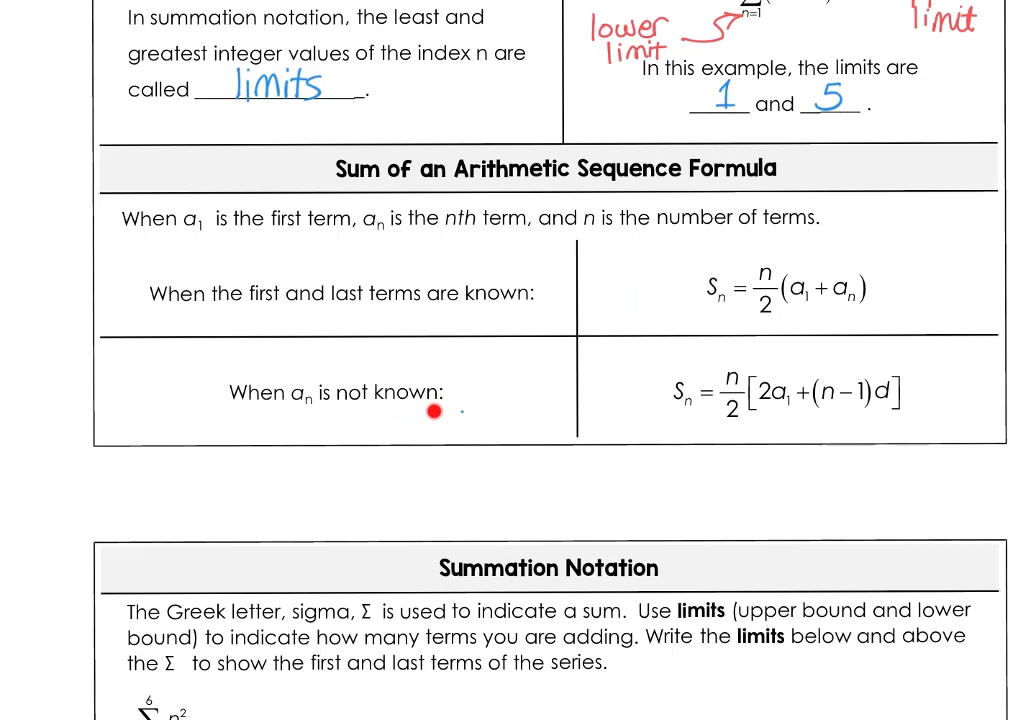 In summation notation, the least and
greatest integer values of the index n are
called limits.
n=1
lower
limit
limit
In this example, the limits are
1 and 5 .
Sum of an Arithmetic Sequence Formula
When a₁ is the first term, aₙ is the nth term, and n is the number of terms.
When the first and last terms are known:
Sₙ = n/2 (a₁ + aₙ)
When aₙ is not known:
Sₙ = n/2 [2a₁ + (n − 1)d]
Summation Notation
The Greek letter, sigma, Σ is used to indicate a sum. Use limits (upper bound and lower
bound) to indicate how many terms you are adding. Write the limits below and above
the Σ to show the first and last terms of the series.
6
Σ n²